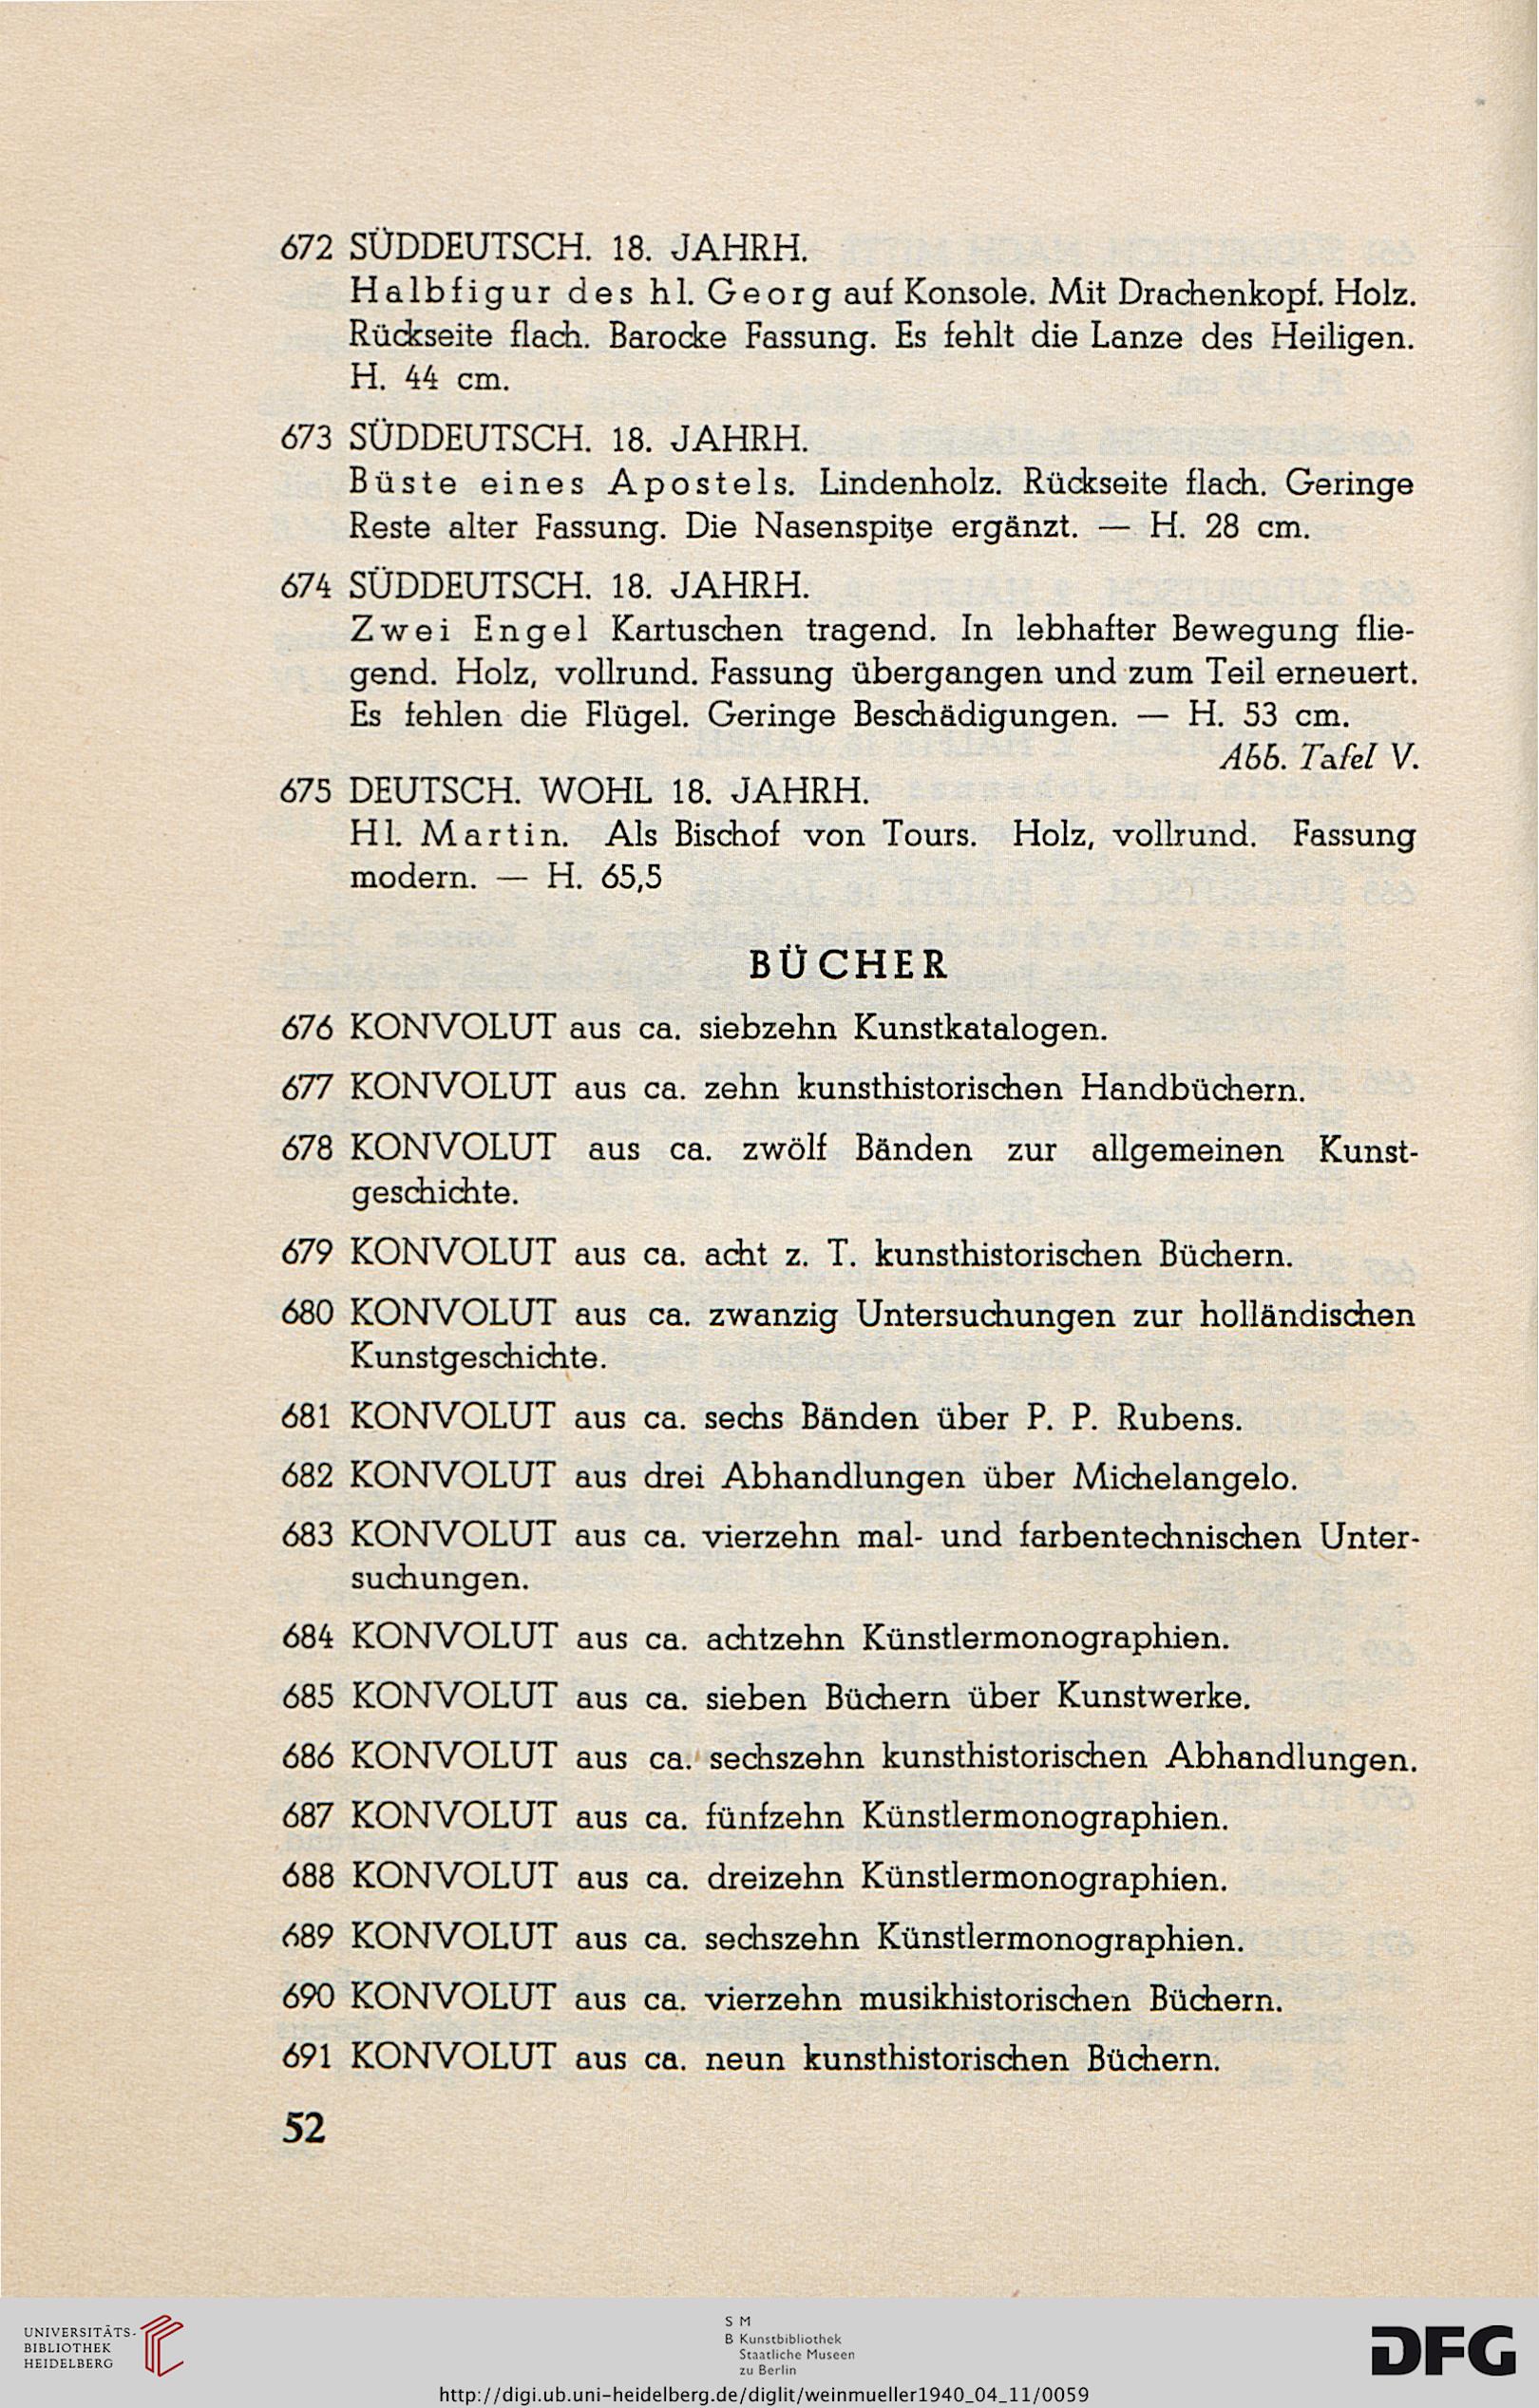 672 SÜDDEUTSCH. 18. JAHRH.
Halbfigur des hl. Georg auf Konsole. Mit Drachenkopf. Holz.
Rückseite flach. Barocke Fassung. Es fehlt die Lanze des Heiligen.
H. 44 cm.
673 SÜDDEUTSCH. 18. JAHRH.
Büste eines Apostels. Lindenholz. Rückseite flach. Geringe
Reste alter Fassung. Die Nasenspitze ergänzt. — H. 28 cm.
674 SÜDDEUTSCH. 18. JAHRH.
Zwei Engel Kartuschen tragend. In lebhafter Bewegung flie-
gend. Holz, vollrund. Fassung übergangen und zum Teil erneuert.
Es fehlen die Flügel. Geringe Beschädigungen. — H. 53 cm.
Abb. Tafel V.
675 DEUTSCH. WOHL 18. JAHRH.
Hl. Martin. Als Bischof von Tours. Holz, vollrund. Fassung
modern. — H. 65,5
BÜCHER
676 KONVOLUT aus ca. siebzehn Kunstkatalogen.
677 KONVOLUT aus ca. zehn kunsthistorischen Handbüchern.
678 KONVOLUT aus ca. zwölf Bänden zur allgemeinen Kunst-
geschichte.
679 KONVOLUT aus ca. acht z. T. kunsthistorischen Büchern.
680 KONVOLUT aus ca. zwanzig Untersuchungen zur holländischen
Kunstgeschichte.
681 KONVOLUT aus ca. sechs Bänden über P. P. Rubens.
682 KONVOLUT aus drei Abhandlungen über Michelangelo.
683 KONVOLUT aus ca. vierzehn mal- und farbentechnischen Unter-
suchungen.
684 KONVOLUT aus ca. achtzehn Künstlermonographien.
685 KONVOLUT aus ca. sieben Büchern über Kunstwerke.
686 KONVOLUT aus ca. sechszehn kunsthistorischen Abhandlungen.
687 KONVOLUT aus ca. fünfzehn Künstlermonographien.
688 KONVOLUT aus ca. dreizehn Künstlermonographien.
689 KONVOLUT aus ca. sechszehn Künstlermonographien.
690 KONVOLUT aus ca. vierzehn musikhistorischen Büchern.
691 KONVOLUT aus ca. neun kunsthistorischen Büchern.
52
UNIVERSITÄTS-
BIBLIOTHEK
HEIDELBERG
S M
B Kunstbibliothek
Staatliche Museen
zu Berlin
DFG
http://digi.ub.uni-heidelberg.de/diglit/weinmueller1940_04_11/0059